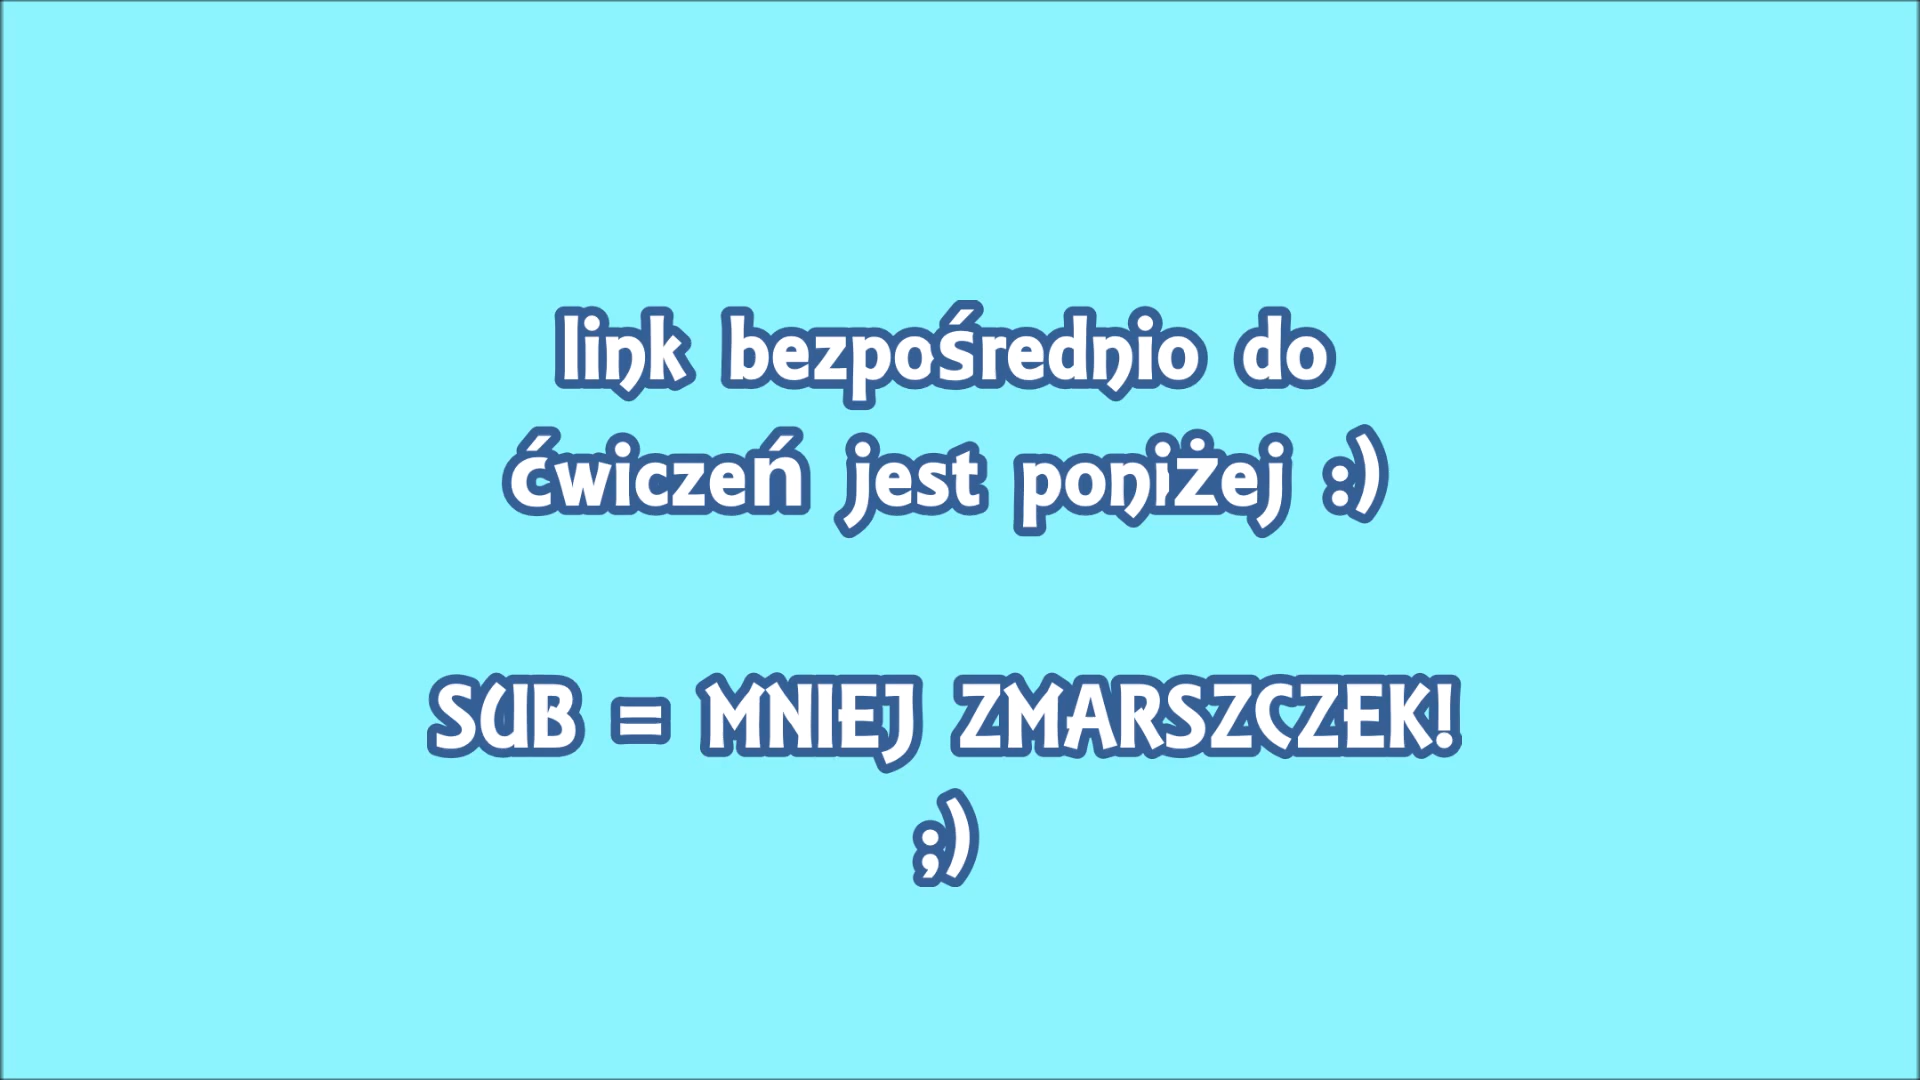 link bezpośrednio do
ćwiczeń jest poniżej :)
SUB = MNIEJ ZMARSZCZEK!
;)